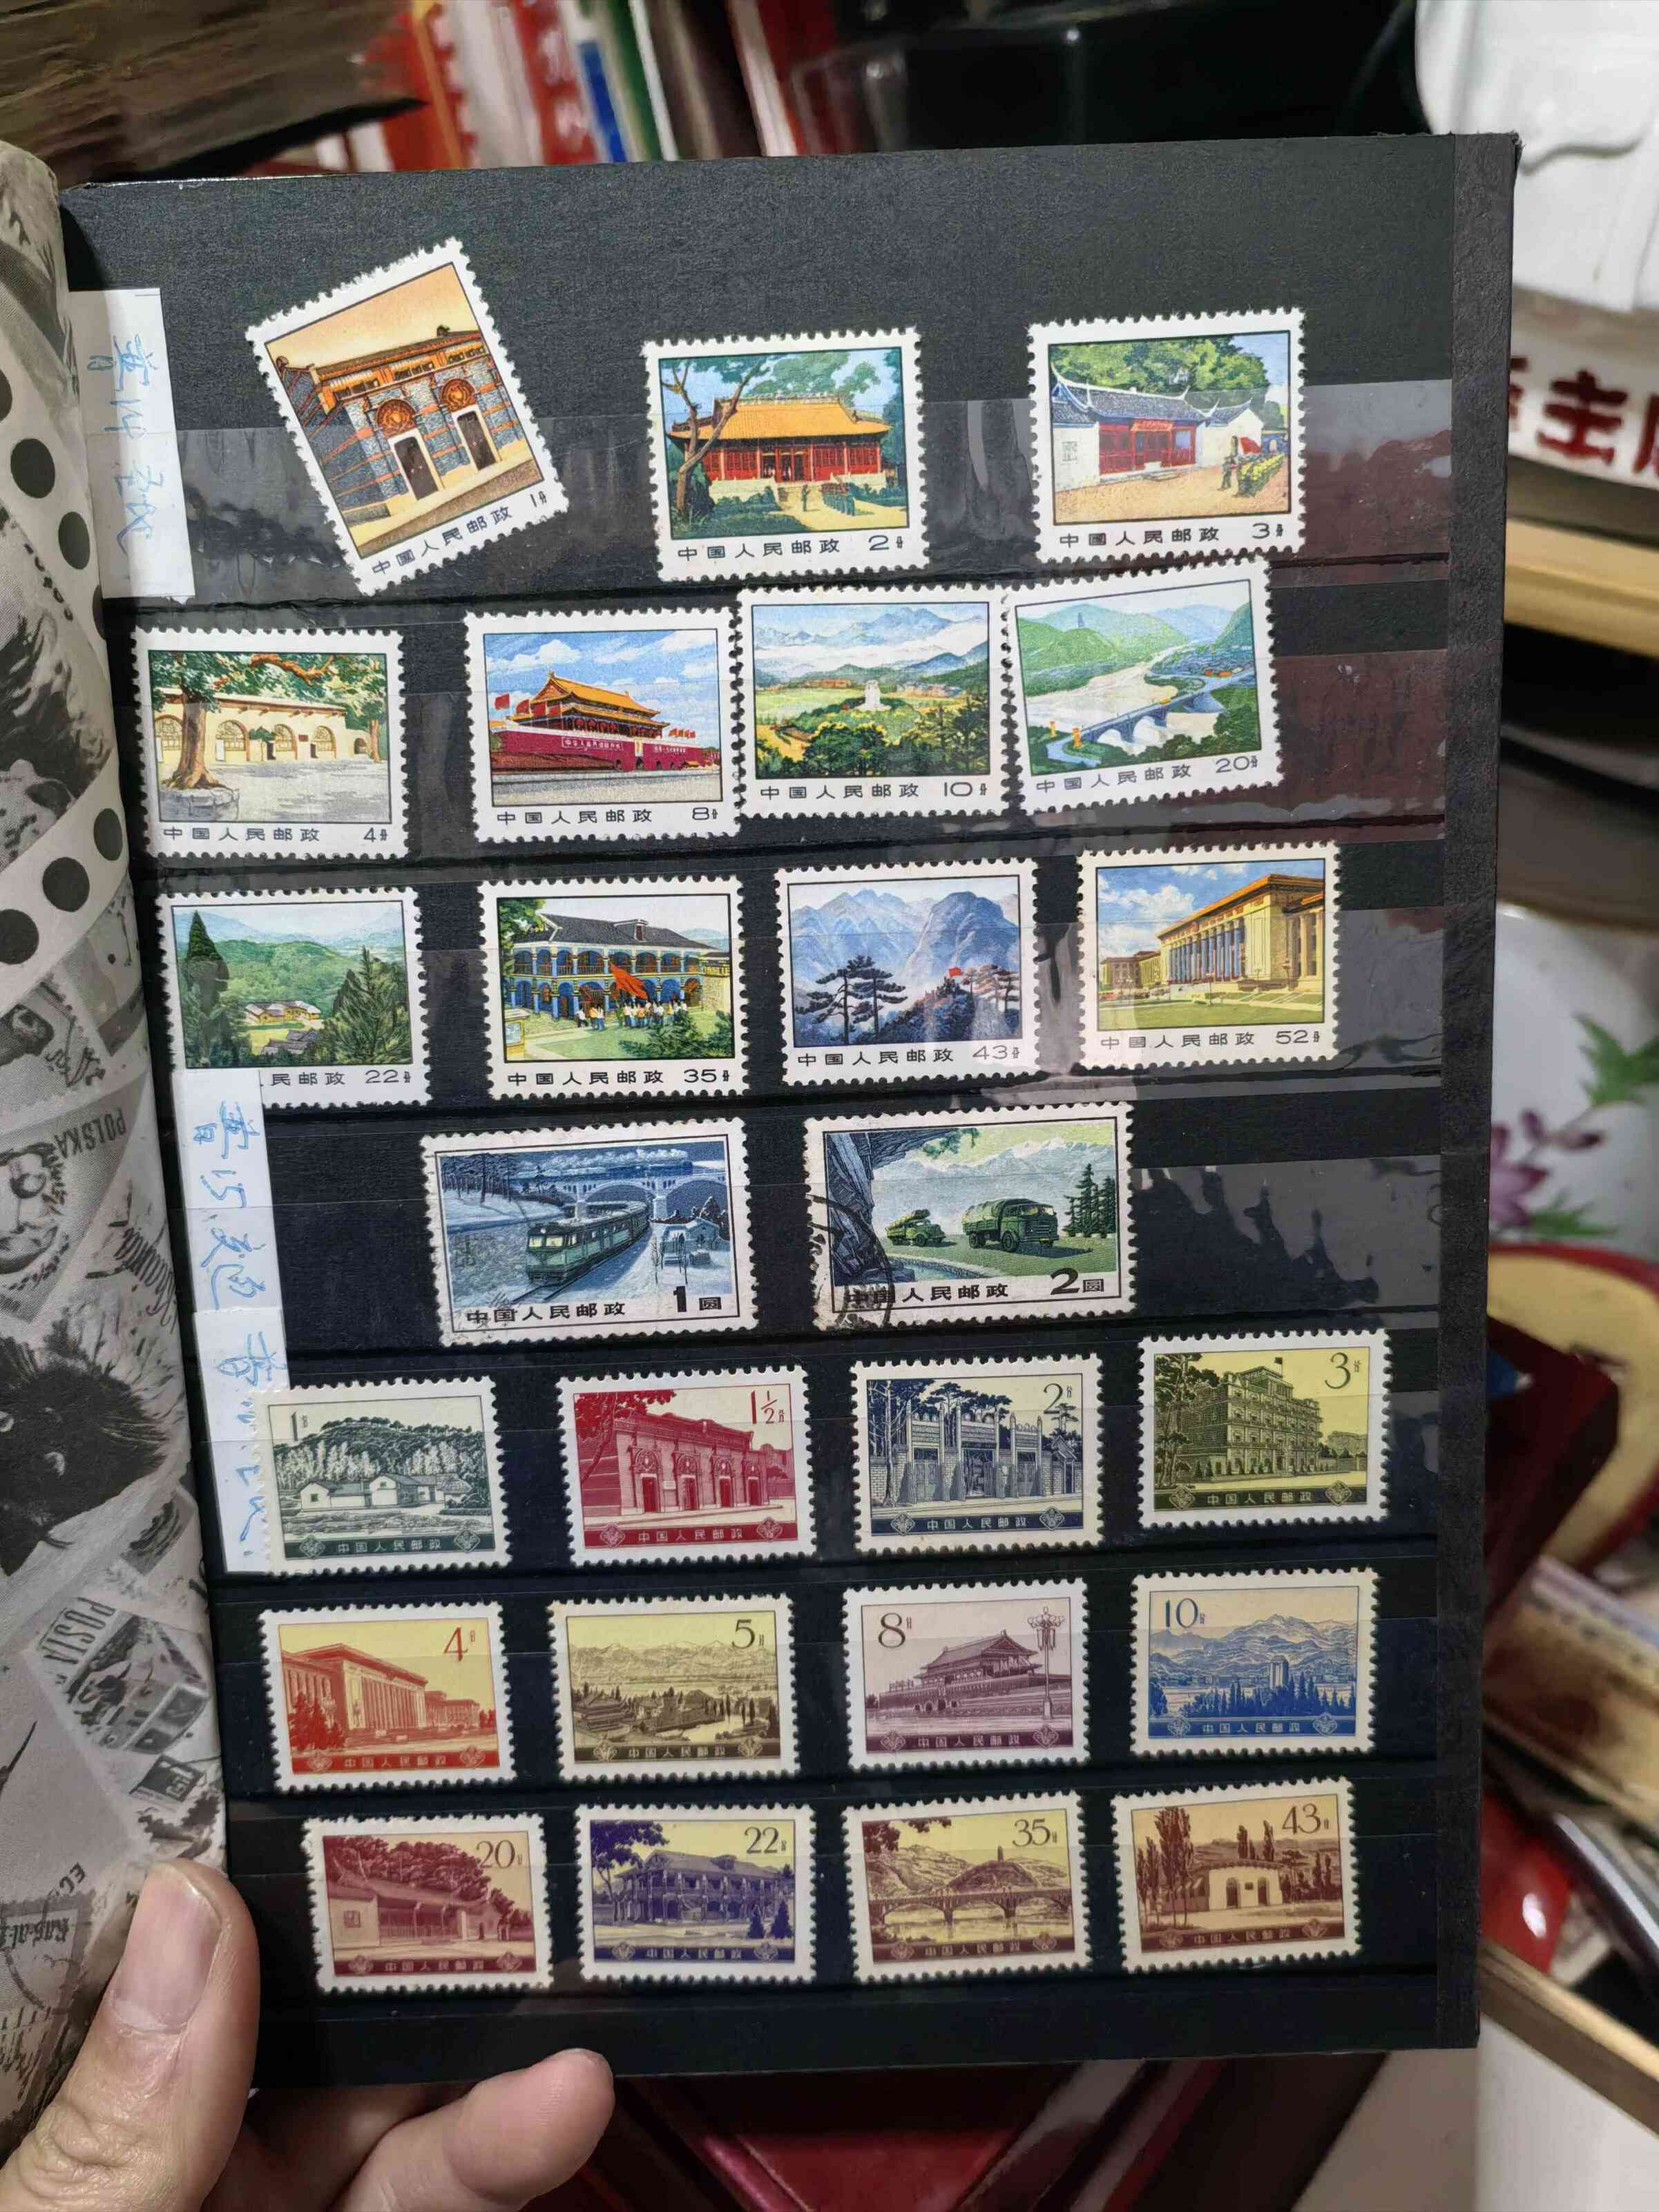 中国人民邮政 1分
中国人民邮政 2分
中国人民邮政 3分
中国人民邮政 4分
中国人民邮政 8分
中国人民邮政 10分
中国人民邮政 20分
人民邮政 22分
中国人民邮政 35分
中国人民邮政 43分
中国人民邮政 52分
中国人民邮政 1圆
中国人民邮政 2圆
1分
中国人民邮政
1½分
中国人民邮政
2分
中国人民邮政
3分
中国人民邮政
4分
中国人民邮政
5分
中国人民邮政
8分
中国人民邮政
10分
中国人民邮政
20分
中国人民邮政
22分
中国人民邮政
35分
中国人民邮政
43分
中国人民邮政
普14
普15
POLSKA
主